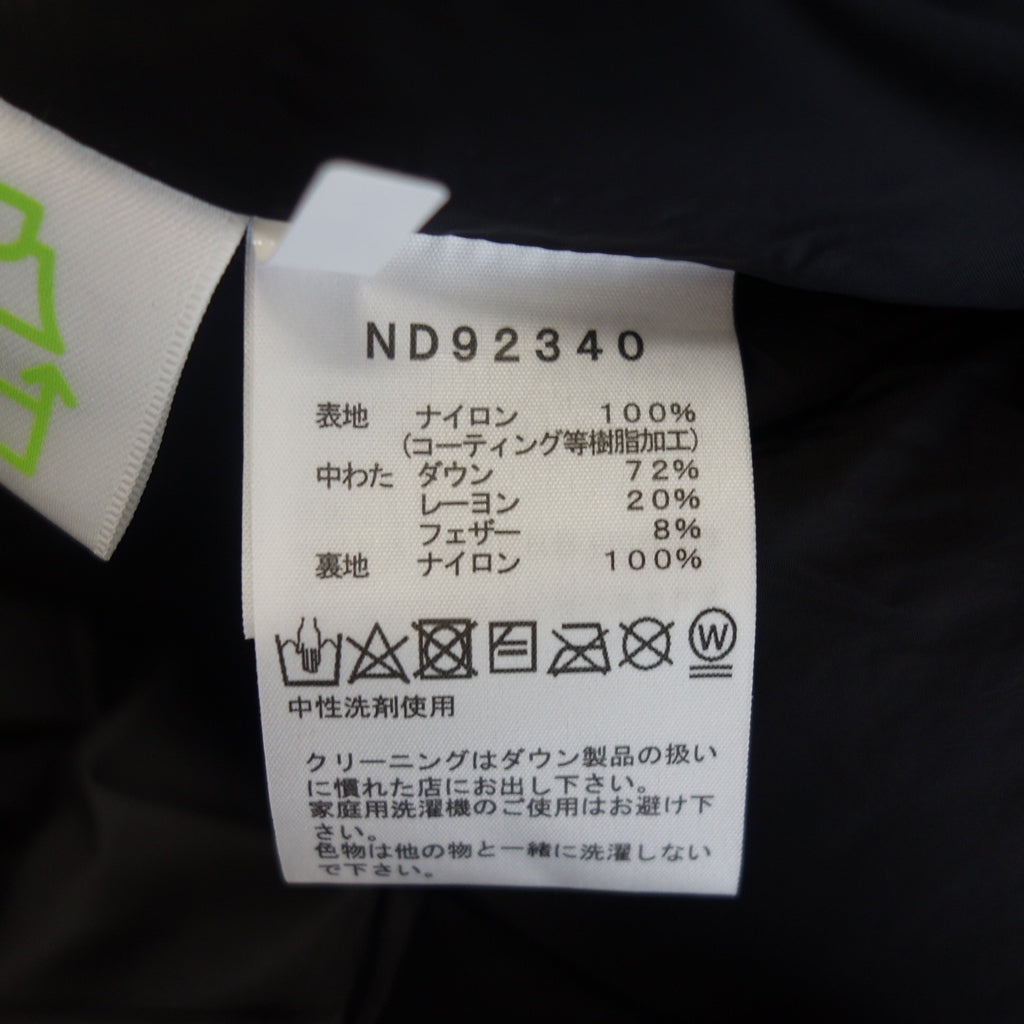 ND92340
表地 ナイロン 100%
(コーティング等樹脂加工)
中わた ダウン 72%
レーヨン 20%
フェザー 8%
裏地 ナイロン 100%
W
中性洗剤使用
クリーニングはダウン製品の扱い
に慣れた店にお出し下さい。
家庭用洗濯機のご使用はお避け下
さい。
色物は他の物と一緒に洗濯しない
で下さい。